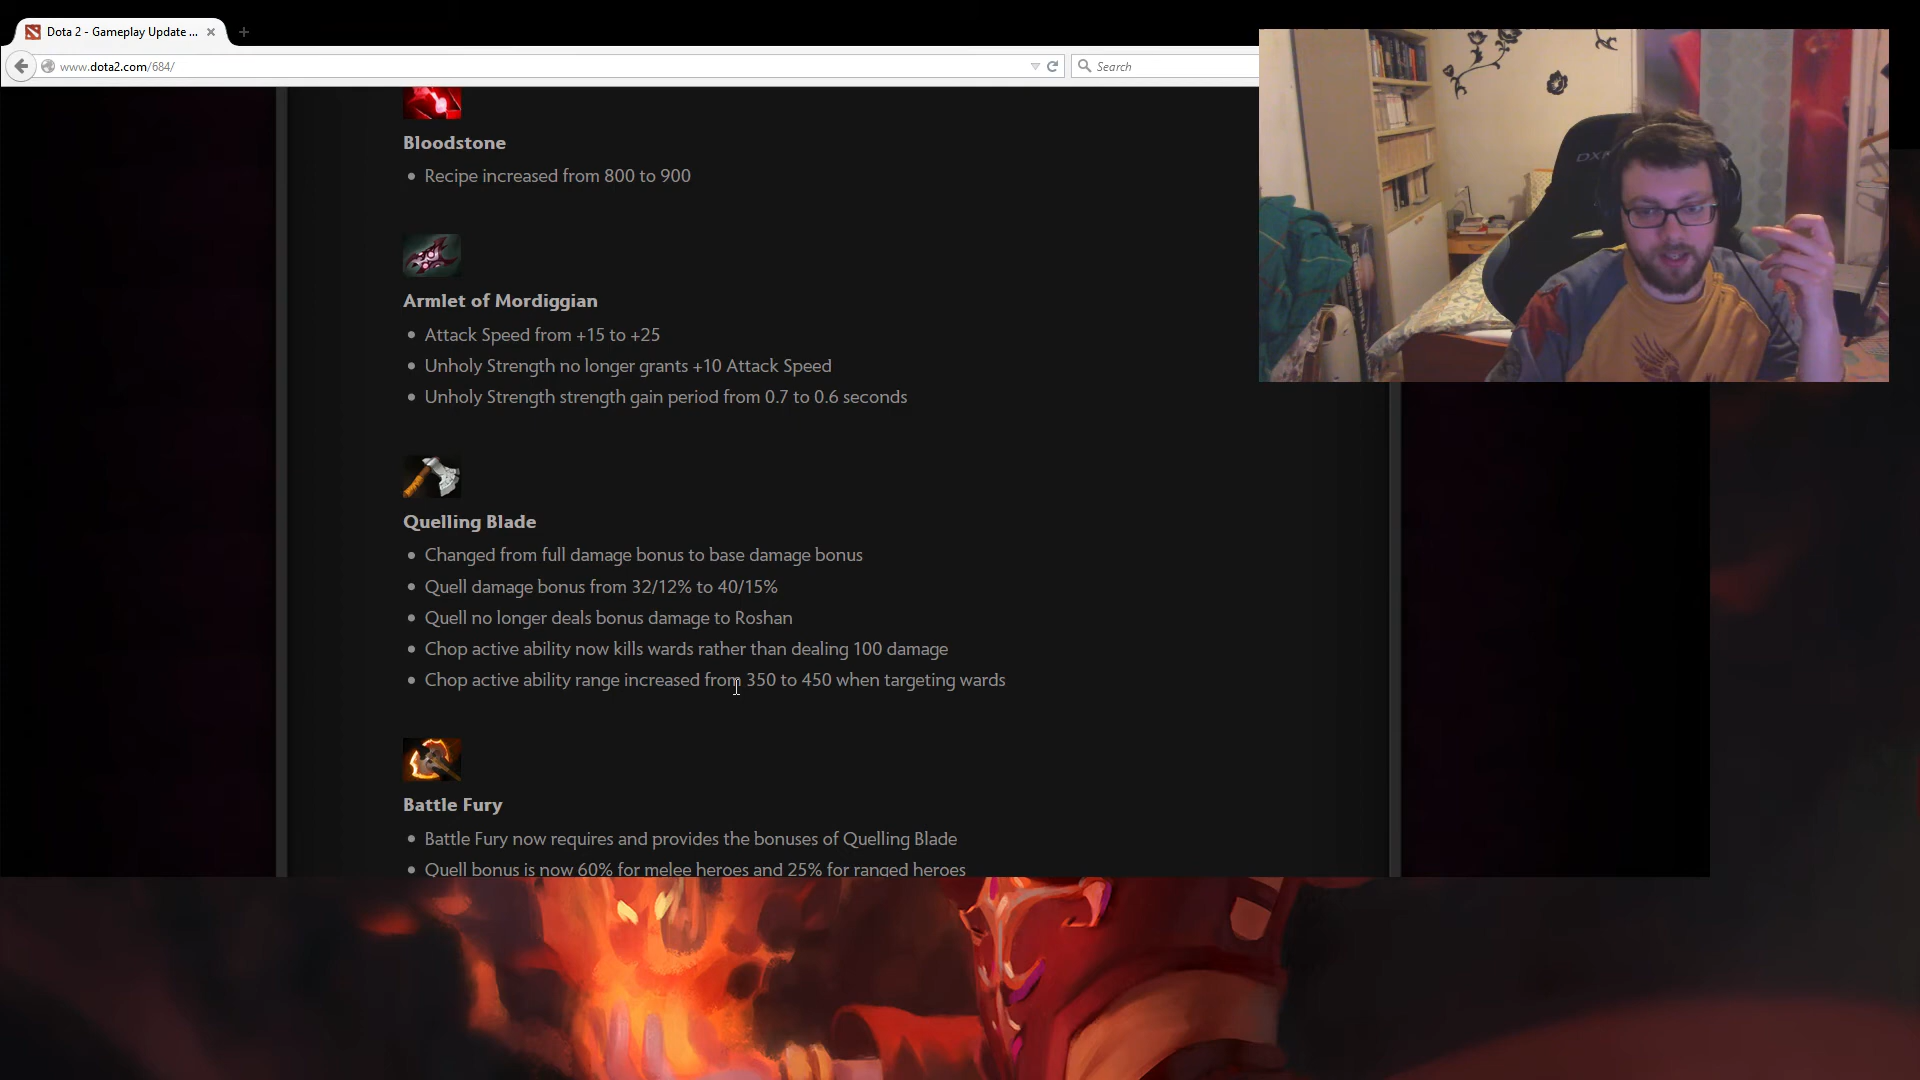 Dota 2 - Gameplay Update ...
www.dota2.com/684/
Search
Bloodstone
Recipe increased from 800 to 900
Armlet of Mordiggian
Attack Speed from +15 to +25
Unholy Strength no longer grants +10 Attack Speed
Unholy Strength strength gain period from 0.7 to 0.6 seconds
Quelling Blade
Changed from full damage bonus to base damage bonus
Quell damage bonus from 32/12% to 40/15%
Quell no longer deals bonus damage to Roshan
Chop active ability now kills wards rather than dealing 100 damage
Chop active ability range increased from 350 to 450 when targeting wards
Battle Fury
Battle Fury now requires and provides the bonuses of Quelling Blade
Quell bonus is now 60% for melee heroes and 25% for ranged heroes